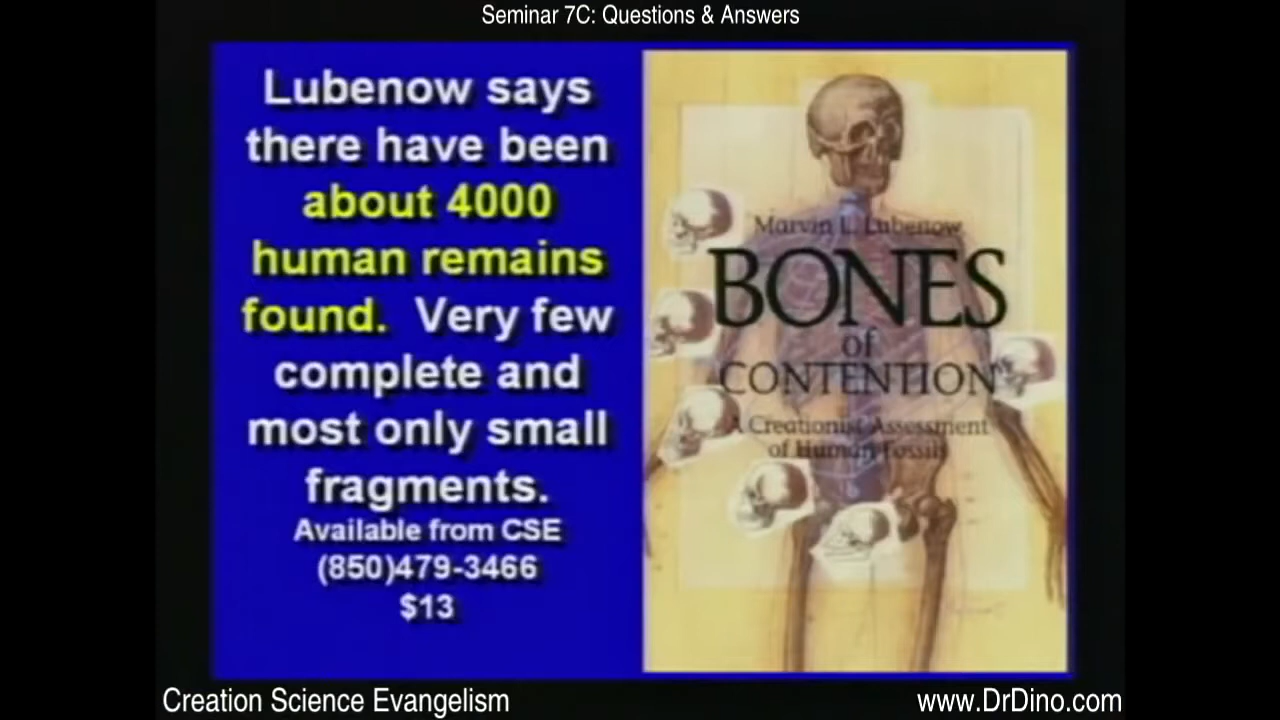 Seminar 7C: Questions & Answers
Lubenow says
there have been
about 4000
human remains
found. Very few
complete and
most only small
fragments.
Available from CSE
(850)479-3466
$13
Marvin L. Lubenow
BONES
of
CONTENTION
A Creationist Assessment
of Human Fossils
Creation Science Evangelism
www.DrDino.com